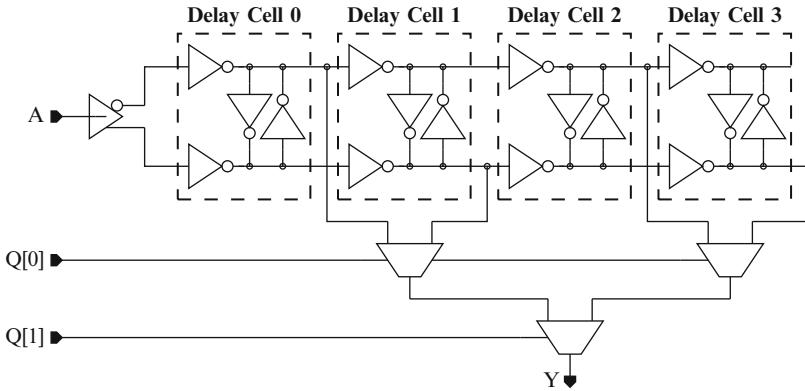 Delay Cell 0 Delay Cell 1 Delay Cell 2 Delay Cell 3
A
Q[0]
Q[1]
Y